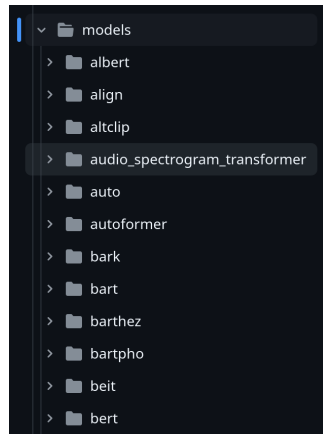 models
albert
align
altclip
audio_spectrogram_transformer
auto
autoformer
bark
bart
barthez
bartpho
beit
bert